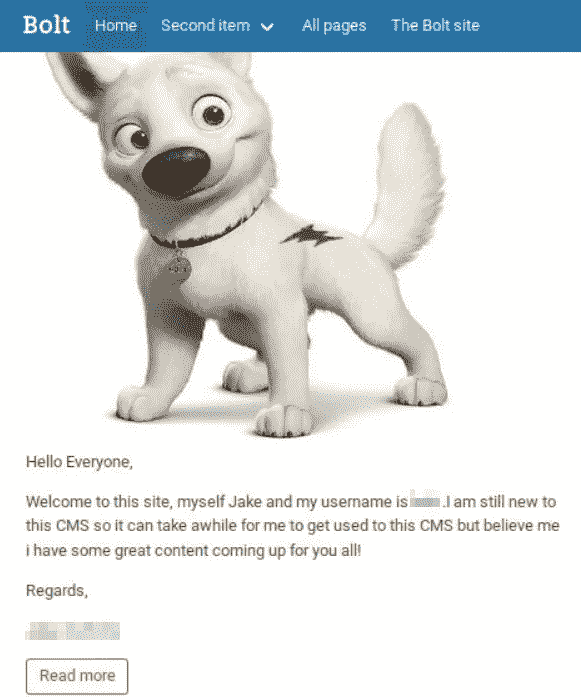 Bolt Home Second item All pages The Bolt site
Hello Everyone,
Welcome to this site, myself Jake and my username is .I am still new to
this CMS so it can take awhile for me to get used to this CMS but believe me
i have some great content coming up for you all!
Regards,
Read more